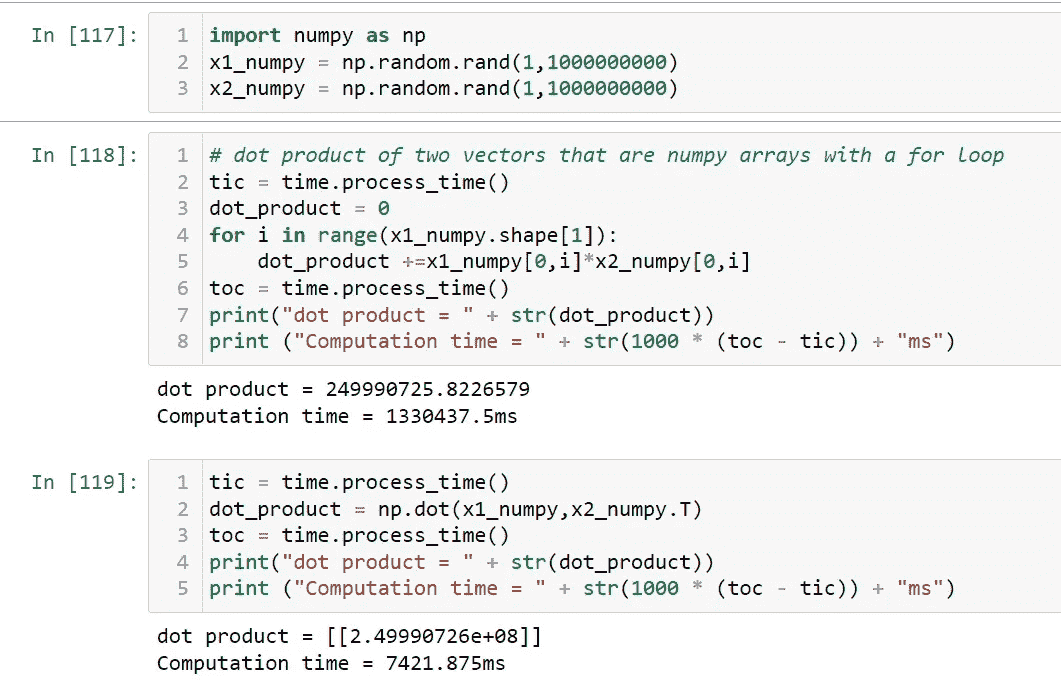 In [117]:
1 import numpy as np
2 x1_numpy = np.random.rand(1,1000000000)
3 x2_numpy = np.random.rand(1,1000000000)
In [118]:
1 # dot product of two vectors that are numpy arrays with a for loop
2 tic = time.process_time()
3 dot_product = 0
4 for i in range(x1_numpy.shape[1]):
5     dot_product +=x1_numpy[0,i]*x2_numpy[0,i]
6 toc = time.process_time()
7 print("dot product = " + str(dot_product))
8 print ("Computation time = " + str(1000 * (toc - tic)) + "ms")
dot product = 249990725.8226579
Computation time = 1330437.5ms
In [119]:
1 tic = time.process_time()
2 dot_product = np.dot(x1_numpy,x2_numpy.T)
3 toc = time.process_time()
4 print("dot product = " + str(dot_product))
5 print ("Computation time = " + str(1000 * (toc - tic)) + "ms")
dot product = [[2.49990726e+08]]
Computation time = 7421.875ms